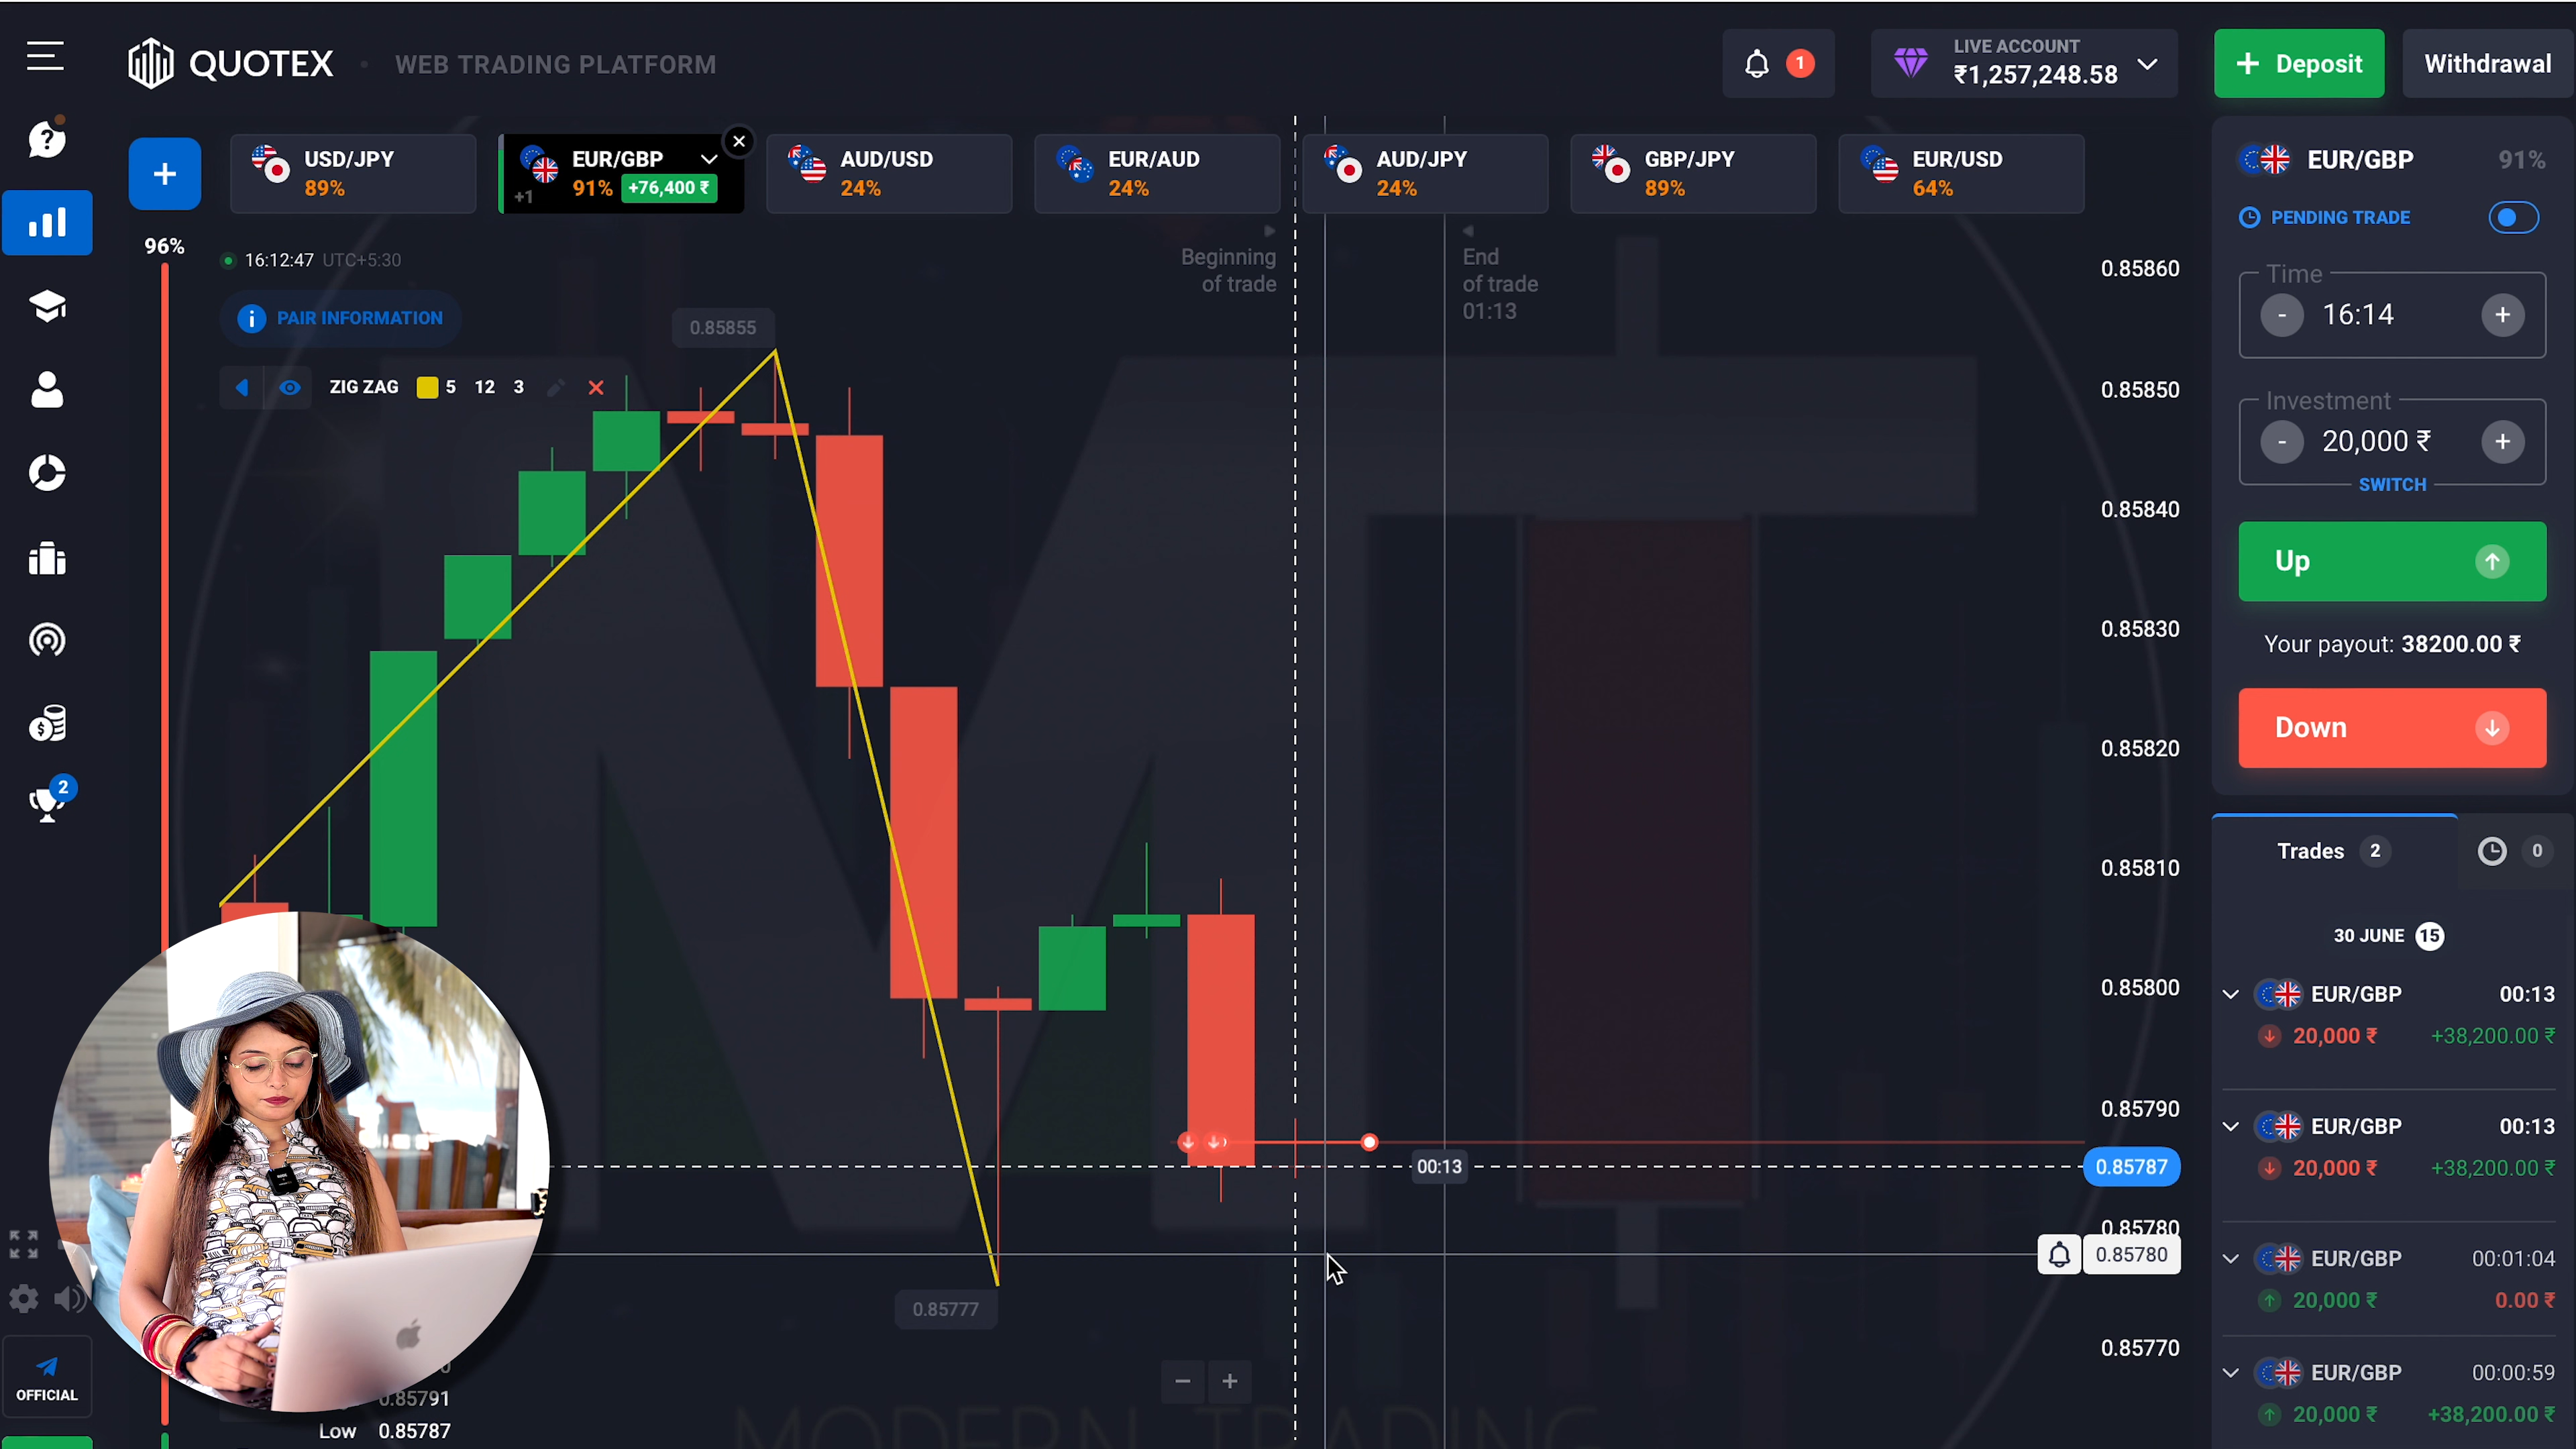 QUOTEX • WEB TRADING PLATFORM
1
LIVE ACCOUNT
₹1,257,248.58
+ Deposit
Withdrawal
+
USD/JPY
89%
EUR/GBP
+1 91% +76,400 ₹
AUD/USD
24%
EUR/AUD
24%
AUD/JPY
24%
GBP/JPY
89%
EUR/USD
64%
96%
16:12:47 UTC+5:30
PAIR INFORMATION
ZIG ZAG 5 12 3
0.85855
Beginning
of trade
End
of trade
01:13
0.85860
0.85850
0.85840
0.85830
0.85820
0.85810
0.85800
0.85790
00:13
0.85787
0.85780
0.85780
0.85770
0.85777
2
OFFICIAL
0.85791
Low 0.85787
- +
MODERN TRADING
EUR/GBP 91%
PENDING TRADE
Time
- 16:14 +
Investment
- 20,000 ₹ +
SWITCH
Up
Your payout: 38200.00 ₹
Down
Trades 2
0
30 JUNE 15
EUR/GBP 00:13
20,000 ₹ +38,200.00 ₹
EUR/GBP 00:13
20,000 ₹ +38,200.00 ₹
EUR/GBP 00:01:04
20,000 ₹ 0.00 ₹
EUR/GBP 00:00:59
20,000 ₹ +38,200.00 ₹